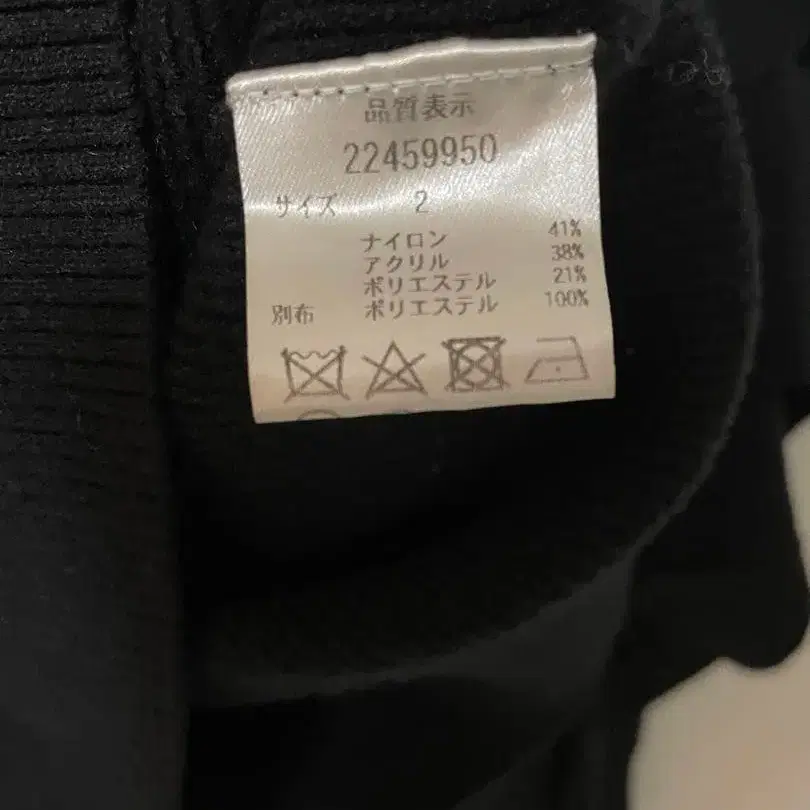 品質表示
22459950
サイズ 2
ナイロン 41%
アクリル 38%
ポリエステル 21%
別布 ポリエステル 100%